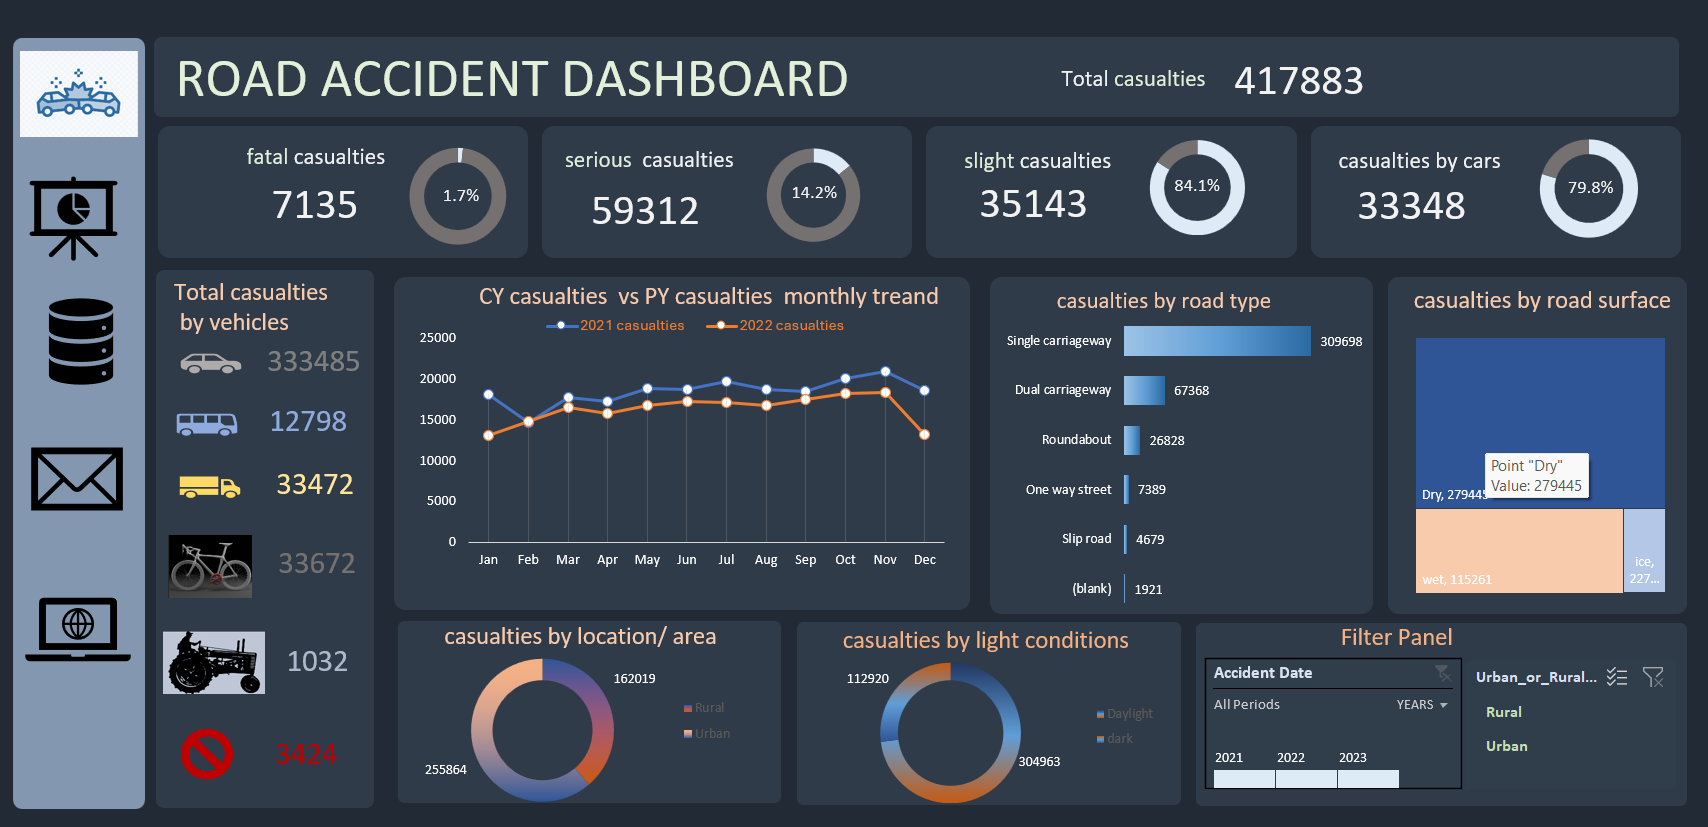 ROAD ACCIDENT DASHBOARD
Total casualties 417883
fatal casualties
7135
1.7%
serious  casualties
59312
14.2%
slight casualties
35143
84.1%
casualties by cars
33348
79.8%
Total casualties
by vehicles
333485
12798
33472
33672
1032
3424
CY casualties  vs PY casualties  monthly treand
2021 casualties
2022 casualties
25000
20000
15000
10000
5000
0
Jan Feb Mar Apr May Jun Jul Aug Sep Oct Nov Dec
casualties by road type
Single carriageway 309698
Dual carriageway 67368
Roundabout 26828
One way street 7389
Slip road 4679
(blank) 1921
casualties by road surface
Point "Dry"
Value: 279445
Dry, 279445
wet, 115261
ice,
227...
casualties by location/ area
162019
255864
Rural
Urban
casualties by light conditions
112920
304963
Daylight
dark
Filter Panel
Accident Date
All Periods YEARS
2021 2022 2023
Urban_or_Rural...
Rural
Urban